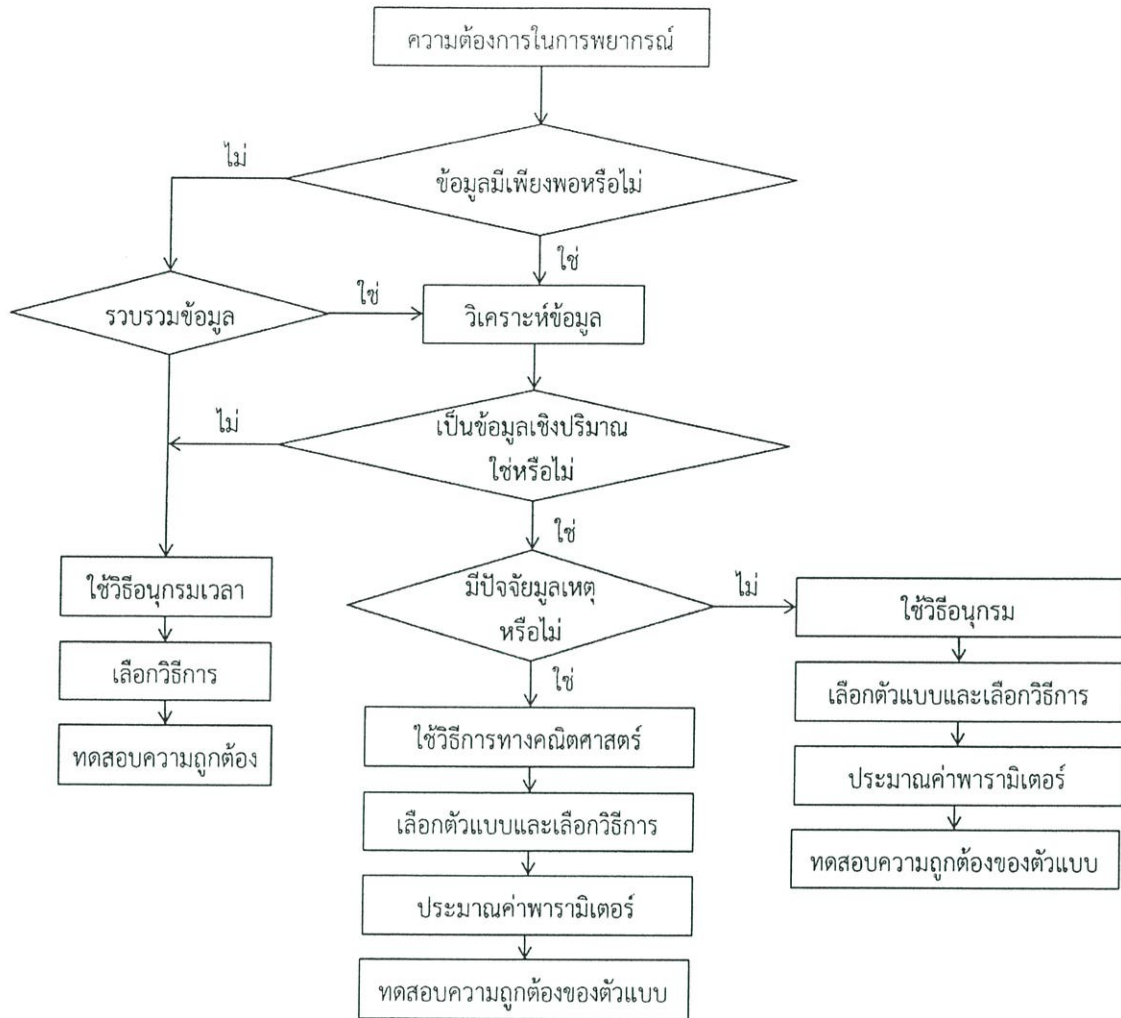 ความต้องการในการพยากรณ์
ไม่
ข้อมูลมีเพียงพอหรือไม่
ใช่
รวบรวมข้อมูล
ใช่
วิเคราะห์ข้อมูล
ไม่
เป็นข้อมูลเชิงปริมาณ
ใช่หรือไม่
ใช่
ใช้วิธีอนุกรมเวลา
เลือกวิธีการ
ทดสอบความถูกต้อง
มีปัจจัยมูลเหตุ
หรือไม่
ไม่
ใช่
ใช้วิธีการทางคณิตศาสตร์
เลือกตัวแบบและเลือกวิธีการ
ประมาณค่าพารามิเตอร์
ทดสอบความถูกต้องของตัวแบบ
ใช้วิธีอนุกรม
เลือกตัวแบบและเลือกวิธีการ
ประมาณค่าพารามิเตอร์
ทดสอบความถูกต้องของตัวแบบ